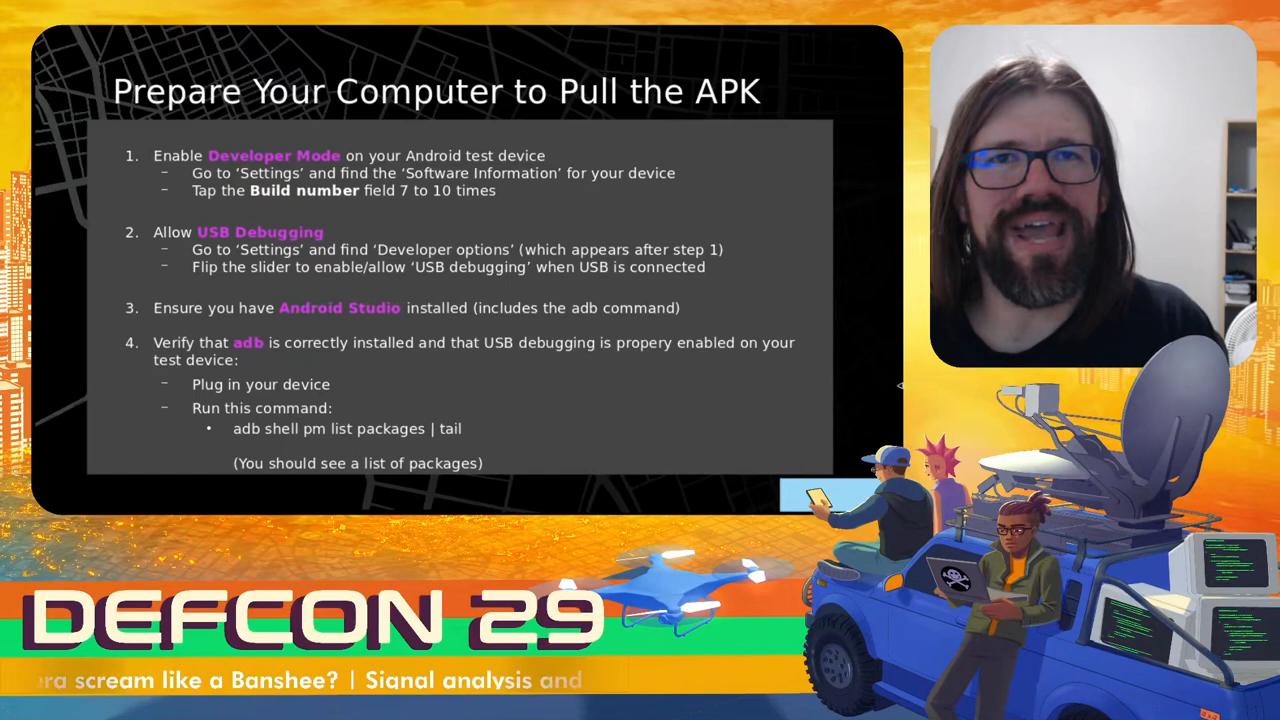 Prepare Your Computer to Pull the APK
1. Enable Developer Mode on your Android test device
– Go to ‘Settings’ and find the ‘Software Information’ for your device
– Tap the Build number field 7 to 10 times
2. Allow USB Debugging
– Go to ‘Settings’ and find ‘Developer options’ (which appears after step 1)
– Flip the slider to enable/allow ‘USB debugging’ when USB is connected
3. Ensure you have Android Studio installed (includes the adb command)
4. Verify that adb is correctly installed and that USB debugging is propery enabled on your
test device:
– Plug in your device
– Run this command:
• adb shell pm list packages | tail
(You should see a list of packages)
DEFCON 29
scream like a Banshee? | Signal analysis and